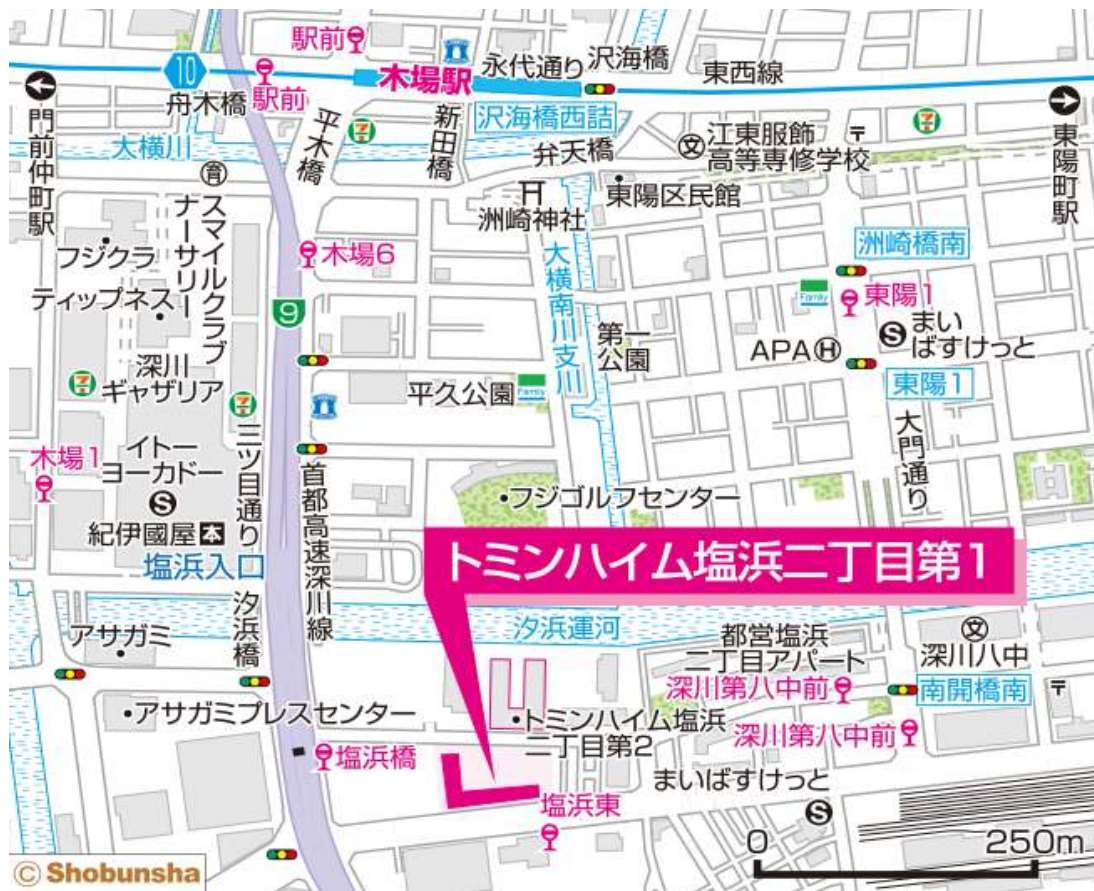 駅前
木場駅
永代通り
沢海橋
東西線
10
駅前
舟木橋
門前仲町駅
大横川
平木橋
新田橋
沢海橋西詰
弁天橋
文
江東服飾
高等専修学校
〒
東陽町駅
育
スマイルクラブ
ナーサリー
洲崎神社
東陽区民館
フジクラ
木場6
大横南川支川
洲崎橋南
ティップネス
9
Family
東陽1
第一
公園
APA
H
S
まい
ばすけっと
深川
ギャザリア
平久公園
Family
東陽1
大門通り
木場1
イトー
ヨーカドー
S
三ツ目通り
首都高速深川線
フジゴルフセンター
紀伊國屋
本
塩浜入口
トミンハイム塩浜二丁目第1
汐浜橋
汐浜運河
アサガミ
都営塩浜
二丁目アパート
文
深川八中
深川第八中前
南開橋南
〒
アサガミプレスセンター
トミンハイム塩浜
二丁目第2
深川第八中前
塩浜橋
まいばすけっと
S
塩浜東
0
250m
© Shobunsha